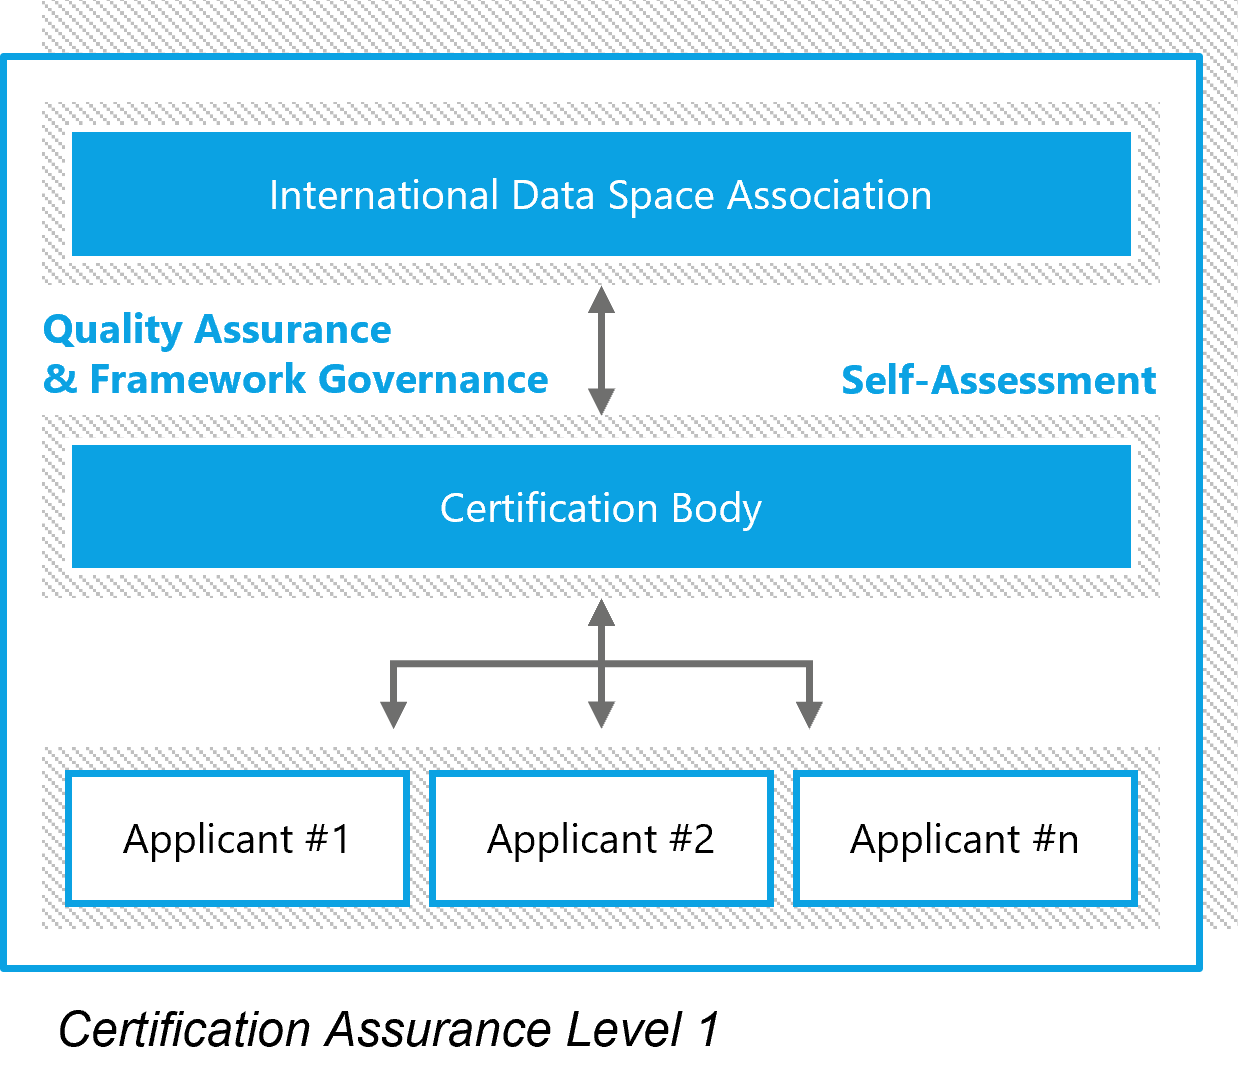 International Data Space Association
Quality Assurance
& Framework Governance
Self-Assessment
Certification Body
Applicant #1
Applicant #2
Applicant #n
Certification Assurance Level 1